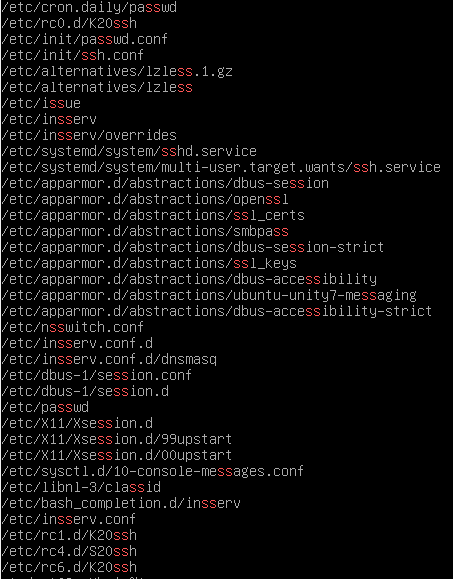 /etc/cron.daily/passwd
/etc/rc0.d/K20ssh
/etc/init/passwd.conf
/etc/init/ssh.conf
/etc/alternatives/lzless.1.gz
/etc/alternatives/lzless
/etc/issue
/etc/insserv
/etc/insserv/overrides
/etc/systemd/system/sshd.service
/etc/systemd/system/multi-user.target.wants/ssh.service
/etc/apparmor.d/abstractions/dbus-session
/etc/apparmor.d/abstractions/openssl
/etc/apparmor.d/abstractions/ssl_certs
/etc/apparmor.d/abstractions/smbpass
/etc/apparmor.d/abstractions/dbus-session-strict
/etc/apparmor.d/abstractions/ssl_keys
/etc/apparmor.d/abstractions/dbus-accessibility
/etc/apparmor.d/abstractions/ubuntu-unity7-messaging
/etc/apparmor.d/abstractions/dbus-accessibility-strict
/etc/nsswitch.conf
/etc/insserv.conf.d
/etc/insserv.conf.d/dnsmasq
/etc/dbus-1/session.conf
/etc/dbus-1/session.d
/etc/passwd
/etc/X11/Xsession.d
/etc/X11/Xsession.d/99upstart
/etc/X11/Xsession.d/00upstart
/etc/sysctl.d/10-console-messages.conf
/etc/libnl-3/classid
/etc/bash_completion.d/insserv
/etc/insserv.conf
/etc/rc1.d/K20ssh
/etc/rc4.d/S20ssh
/etc/rc6.d/K20ssh